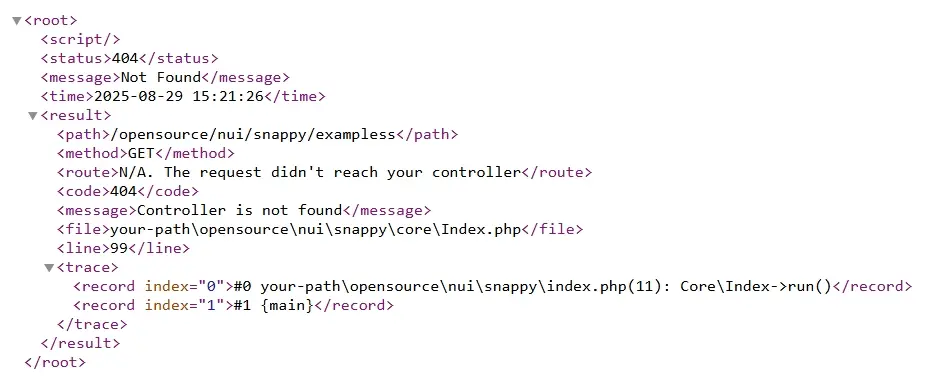 <root>
<script/>
<status>404</status>
<message>Not Found</message>
<time>2025-08-29 15:21:26</time>
<result>
<path>/opensource/nui/snappy/exampless</path>
<method>GET</method>
<route>N/A. The request didn't reach your controller</route>
<code>404</code>
<message>Controller is not found</message>
<file>your-path\opensource\nui\snappy\core\Index.php</file>
<line>99</line>
<trace>
<record index="0">#0 your-path\opensource\nui\snappy\index.php(11): Core\Index->run()</record>
<record index="1">#1 {main}</record>
</trace>
</result>
</root>